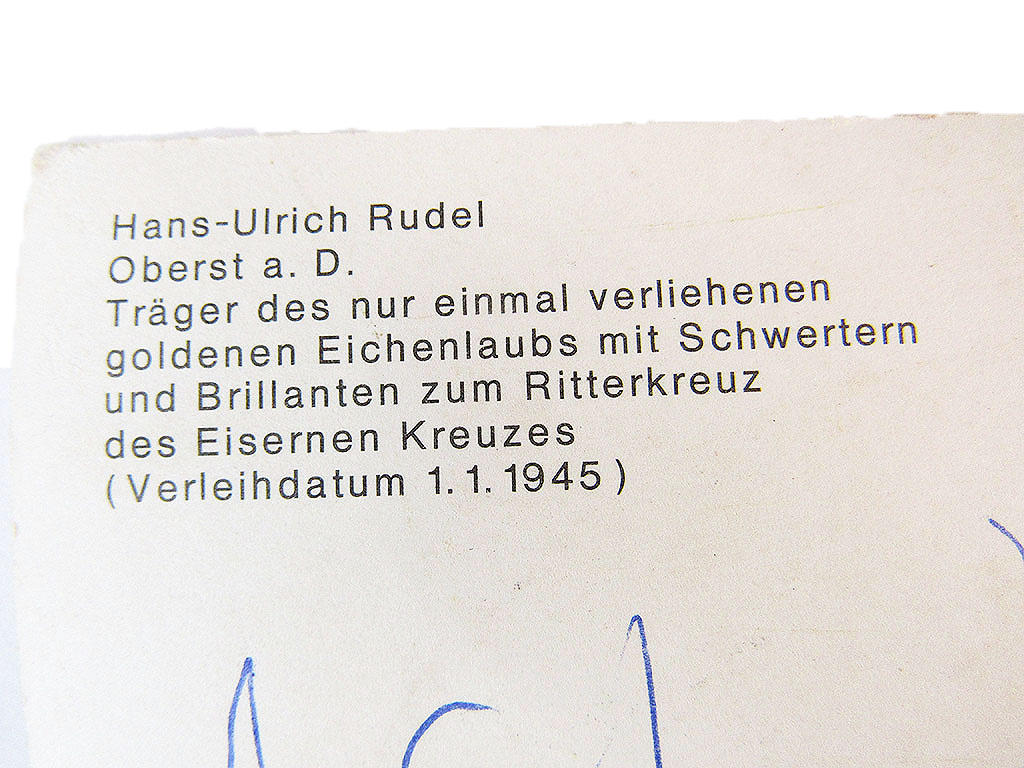 Hans-Ulrich Rudel
Oberst a. D.
Träger des nur einmal verliehenen
goldenen Eichenlaubs mit Schwertern
und Brillanten zum Ritterkreuz
des Eisernen Kreuzes
(Verleihdatum 1. 1. 1945)